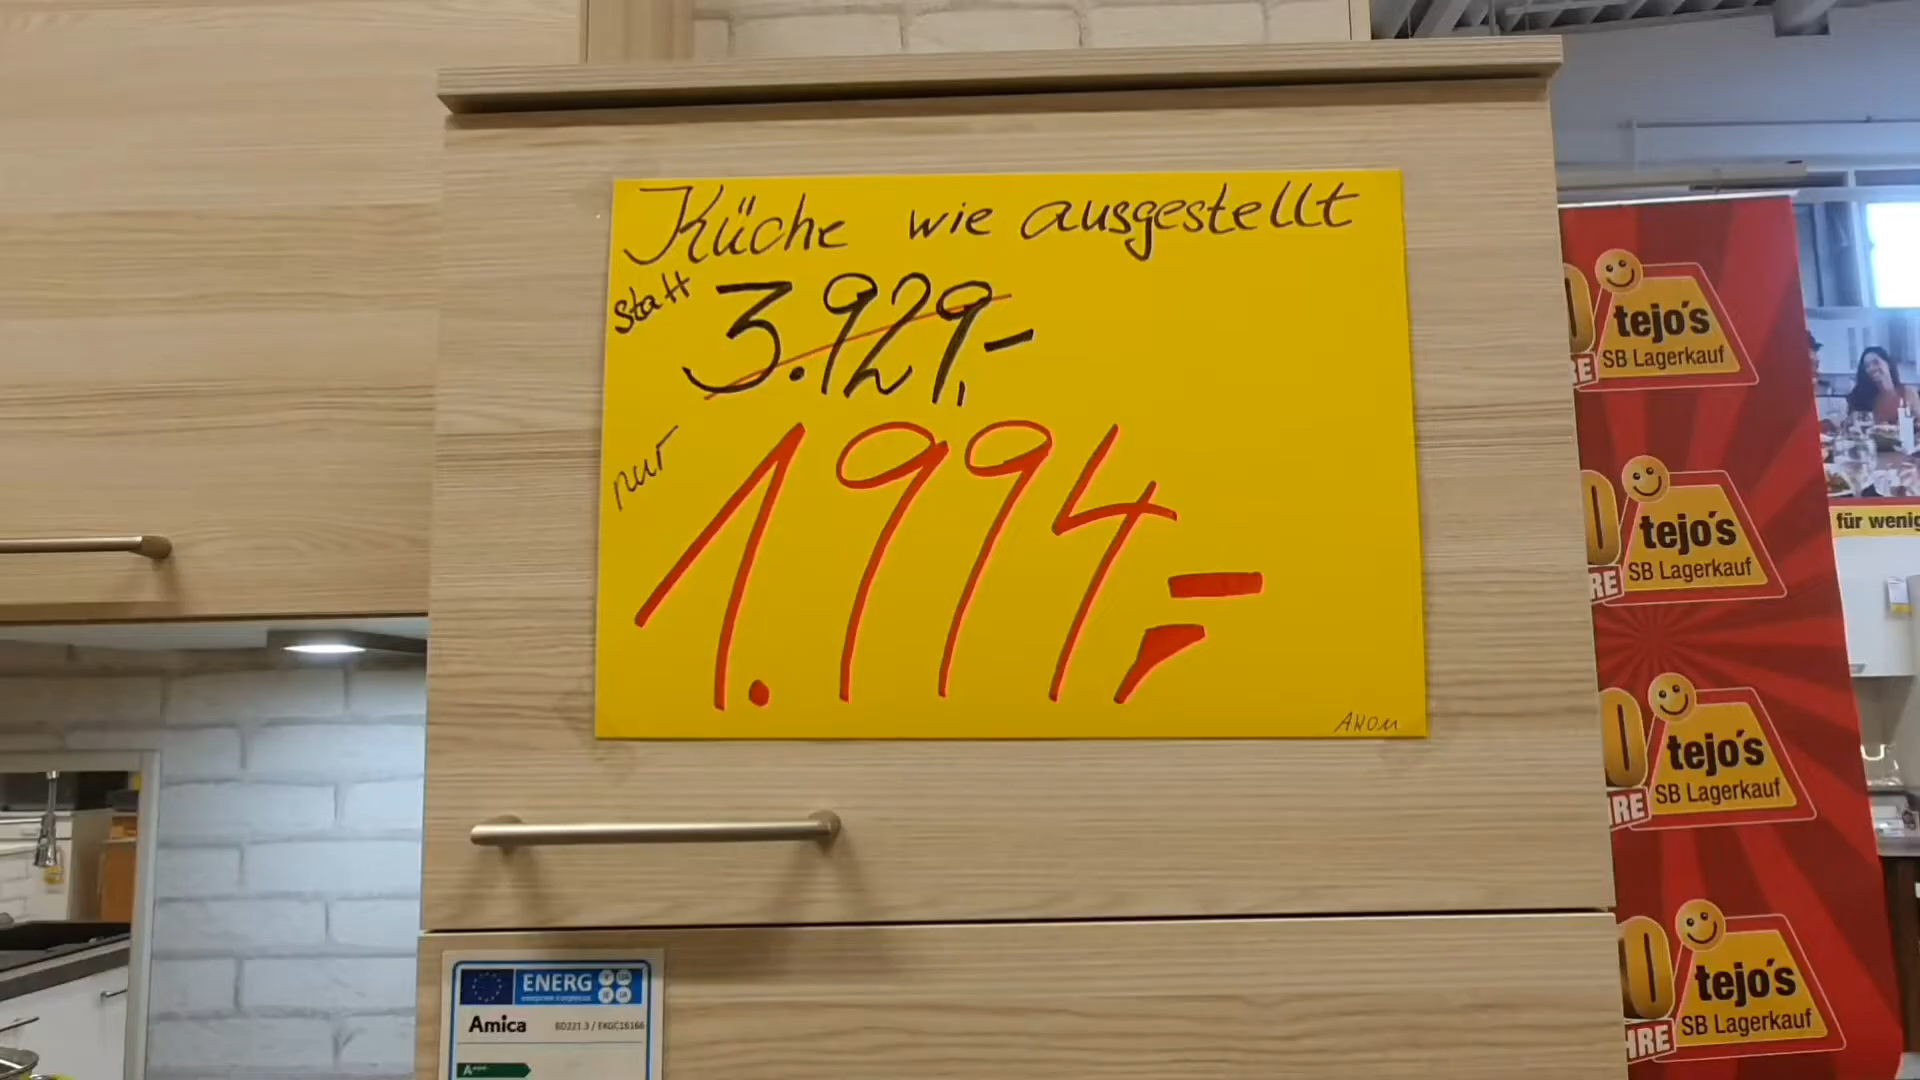 Küche wie ausgestellt
statt 3.929,-
nur 1.994,-
ENERG
Amica
tejo's
SB Lagerkauf
tejo's
SB Lagerkauf
tejo's
SB Lagerkauf
tejo's
SB Lagerkauf
für wenig